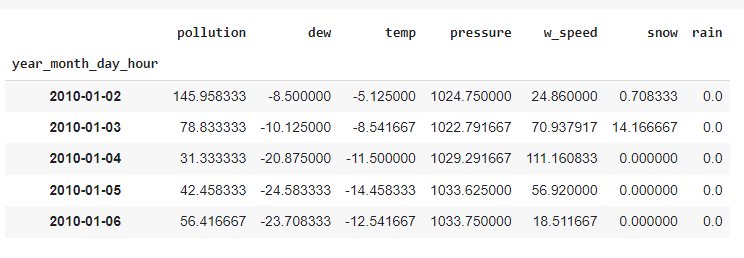 pollution dew temp pressure w_speed snow rain
year_month_day_hour
2010-01-02 145.958333 -8.500000 -5.125000 1024.750000 24.860000 0.708333 0.0
2010-01-03 78.833333 -10.125000 -8.541667 1022.791667 70.937917 14.166667 0.0
2010-01-04 31.333333 -20.875000 -11.500000 1029.291667 111.160833 0.000000 0.0
2010-01-05 42.458333 -24.583333 -14.458333 1033.625000 56.920000 0.000000 0.0
2010-01-06 56.416667 -23.708333 -12.541667 1033.750000 18.511667 0.000000 0.0